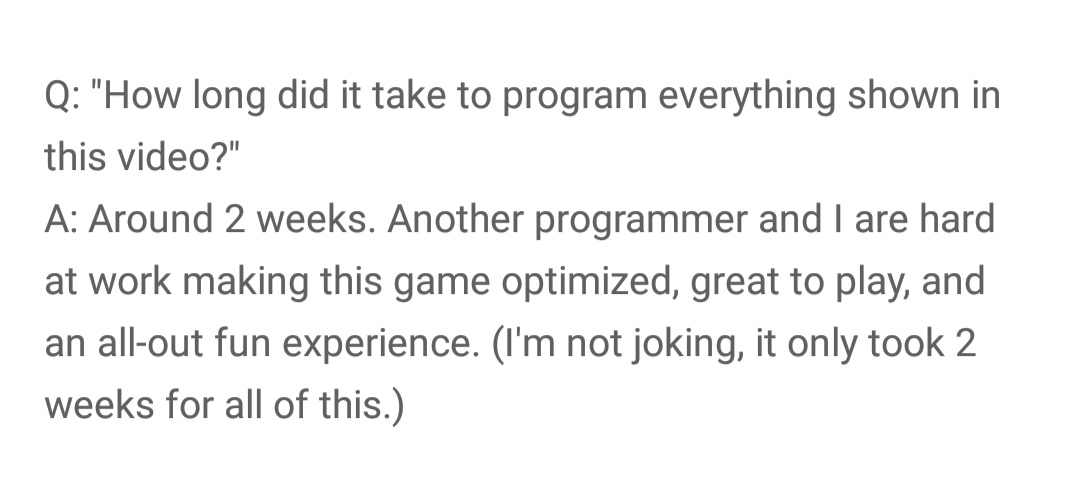 Q: "How long did it take to program everything shown in
this video?"
A: Around 2 weeks. Another programmer and I are hard
at work making this game optimized, great to play, and
an all-out fun experience. (I'm not joking, it only took 2
weeks for all of this.)